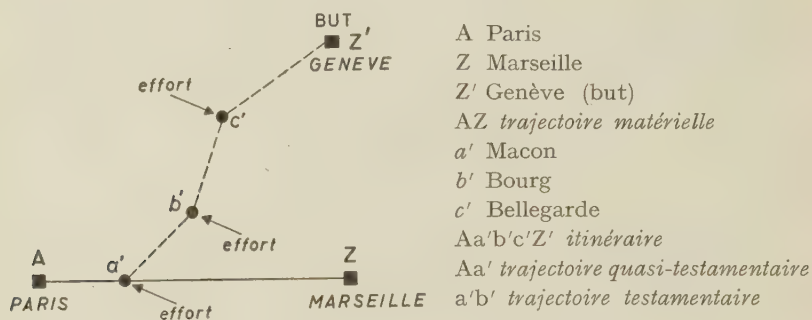 BUT
Z'
GENEVE
effort
c'
b'
effort
A
a'
Z
PARIS
effort
MARSEILLE
A Paris
Z Marseille
Z' Genève (but)
AZ trajectoire matérielle
a' Macon
b' Bourg
c' Bellegarde
Aa'b'c'Z' itinéraire
Aa' trajectoire quasi-testamentaire
a'b' trajectoire testamentaire